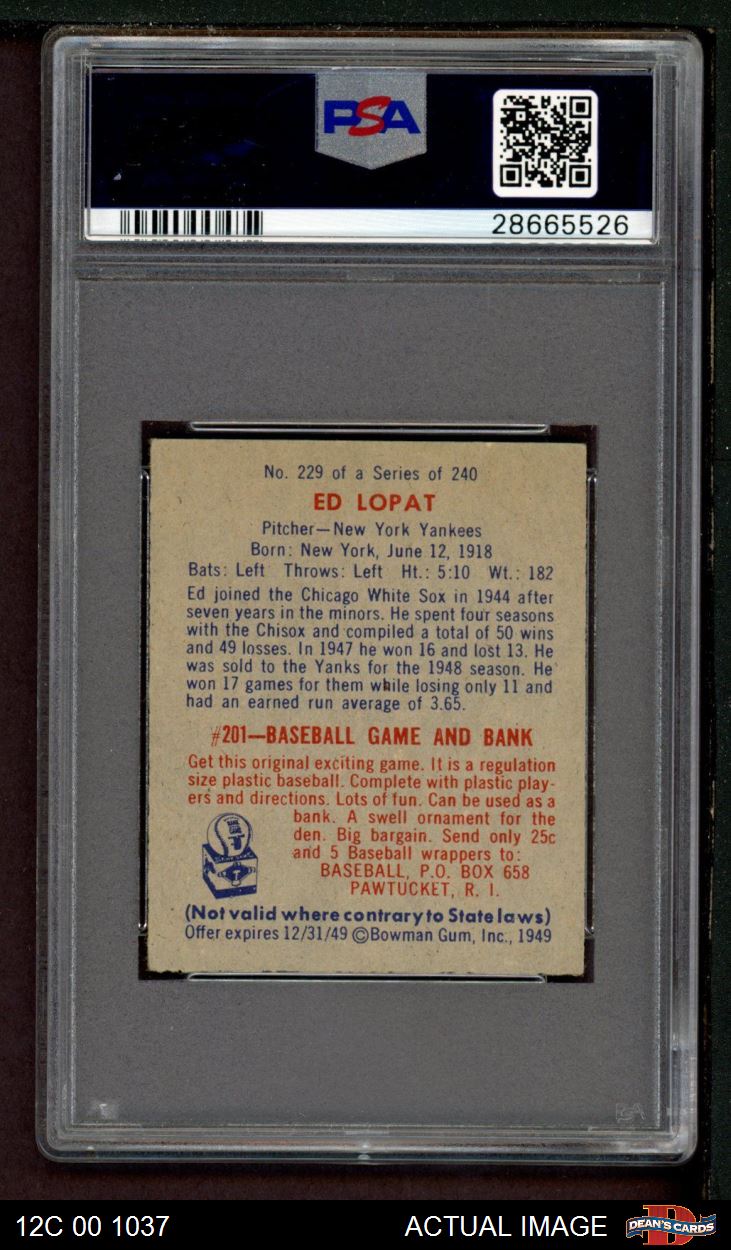 PSA
28665526
No. 229 of a Series of 240
ED LOPAT
Pitcher—New York Yankees
Born: New York, June 12, 1918
Bats: Left Throws: Left Ht.: 5:10 Wt.: 182
Ed joined the Chicago White Sox in 1944 after
seven years in the minors. He spent four seasons
with the Chisox and compiled a total of 50 wins
and 49 losses. In 1947 he won 16 and lost 13. He
was sold to the Yanks for the 1948 season. He
won 17 games for them while losing only 11 and
had an earned run average of 3.65.
#201—BASEBALL GAME AND BANK
Get this original exciting game. It is a regulation
size plastic baseball. Complete with plastic play-
ers and directions. Lots of fun. Can be used as a
bank. A swell ornament for the
den. Big bargain. Send only 25c
and 5 Baseball wrappers to:
BASEBALL, P.O. BOX 658
PAWTUCKET, R. I.
(Not valid where contrary to State laws)
Offer expires 12/31/49 ©Bowman Gum, Inc., 1949
PSA
12C 00 1037 ACTUAL IMAGE DEAN'S CARDS